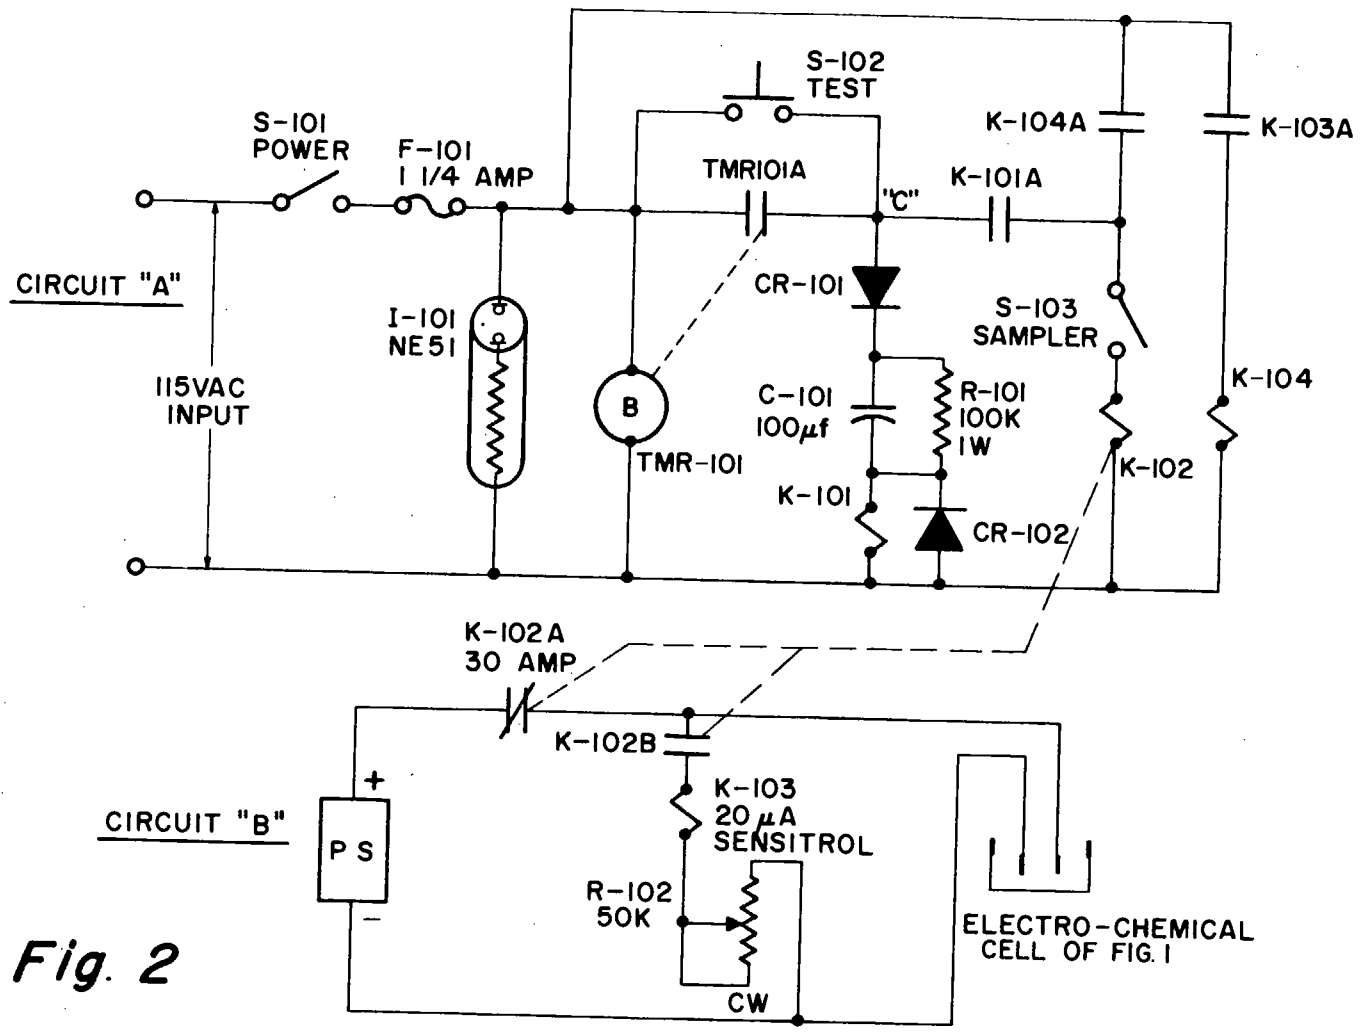 S-102
TEST
S-101
POWER
F-101
1 1/4 AMP
K-104A
K-103A
TMR101A
K-101A
"C"
CIRCUIT "A"
CR-101
I-101
NE51
S-103
SAMPLER
115VAC
INPUT
B
C-101
100μf
R-101
100K
1W
K-104
TMR-101
K-102
K-101
CR-102
K-102A
30 AMP
K-102B
+
K-103
20 μA
SENSITROL
CIRCUIT "B"
PS
R-102
50K
−
ELECTRO-CHEMICAL
CELL OF FIG. 1
Fig. 2
CW